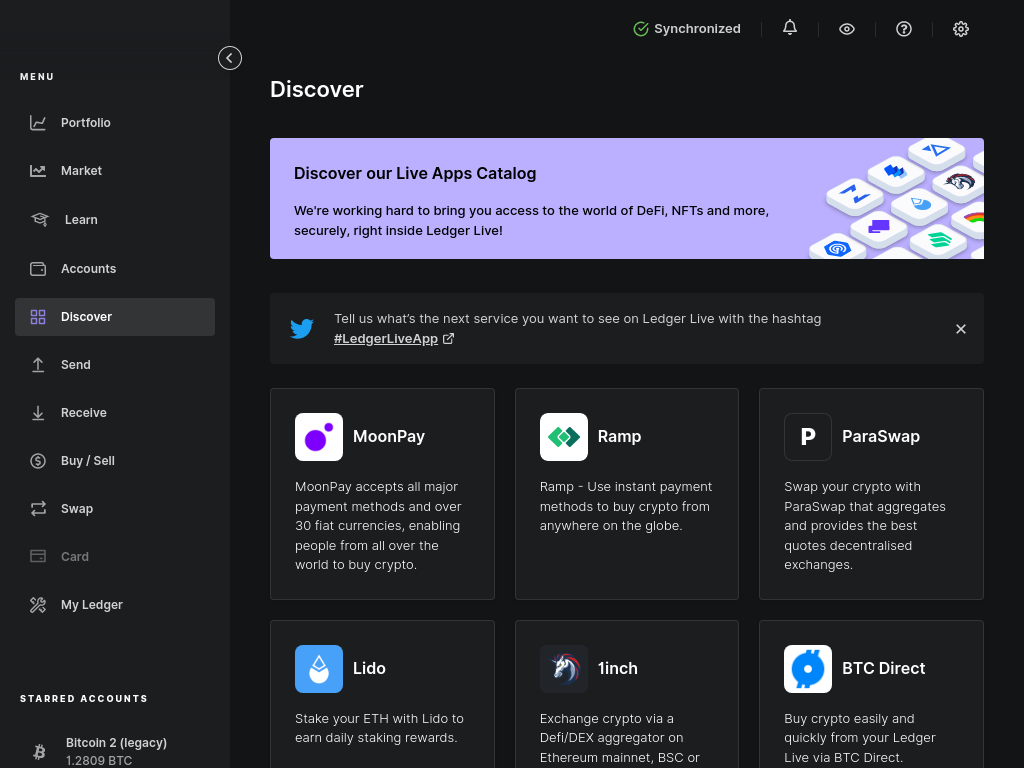 Synchronized
MENU
Portfolio
Market
Learn
Accounts
Discover
Send
Receive
Buy / Sell
Swap
Card
My Ledger
STARRED ACCOUNTS
Bitcoin 2 (legacy)
1.2809 BTC
Discover
Discover our Live Apps Catalog
We're working hard to bring you access to the world of DeFi, NFTs and more,
securely, right inside Ledger Live!
Tell us what’s the next service you want to see on Ledger Live with the hashtag
#LedgerLiveApp
MoonPay
MoonPay accepts all major
payment methods and over
30 fiat currencies, enabling
people from all over the
world to buy crypto.
Ramp
Ramp - Use instant payment
methods to buy crypto from
anywhere on the globe.
P
ParaSwap
Swap your crypto with
ParaSwap that aggregates
and provides the best
quotes decentralised
exchanges.
Lido
Stake your ETH with Lido to
earn daily staking rewards.
1inch
Exchange crypto via a
Defi/DEX aggregator on
Ethereum mainnet, BSC or
BTC Direct
Buy crypto easily and
quickly from your Ledger
Live via BTC Direct.